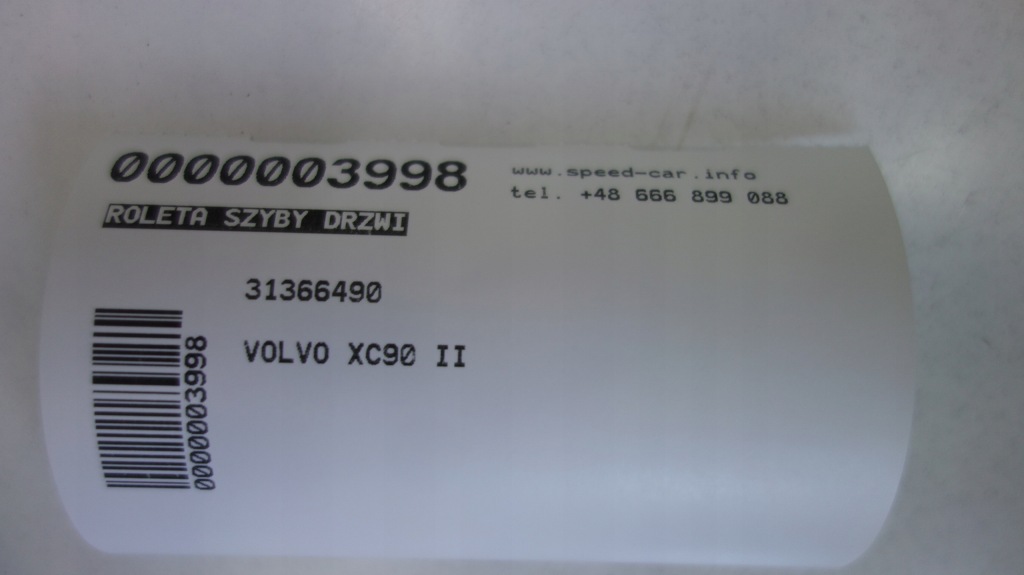 0000003998
www.speed-car.info
tel. +48 666 899 088
ROLETA SZYBY DRZWI
31366490
VOLVO XC90 II
0000003998